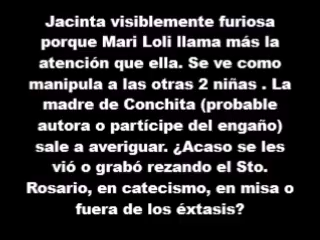 Jacinta visiblemente furiosa
porque Mari Loli llama más la
atención que ella. Se ve como
manipula a las otras 2 niñas . La
madre de Conchita (probable
autora o partícipe del engaño)
sale a averiguar. ¿Acaso se les
vió o grabó rezando el Sto.
Rosario, en catecismo, en misa o
fuera de los éxtasis?